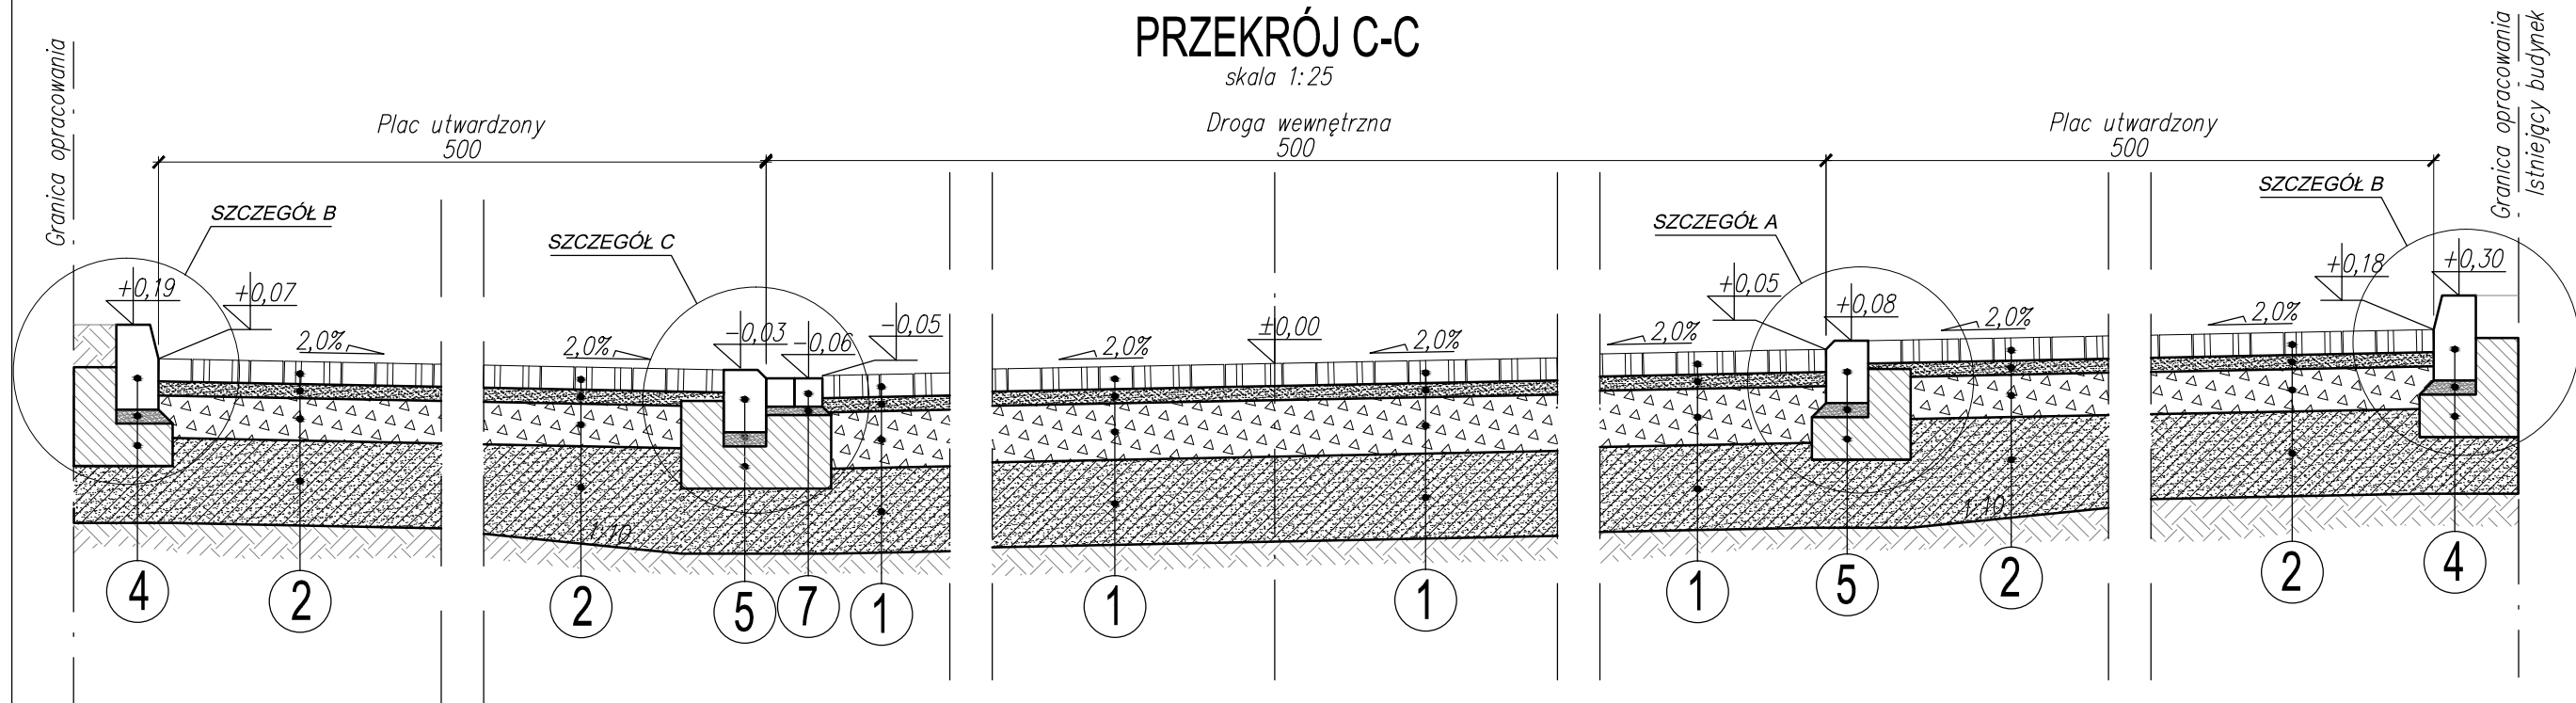 PRZEKRÓJ C-C
skala 1:25
Granica opracowania
Plac utwardzony
500
Droga wewnętrzna
500
Plac utwardzony
500
Granica opracowania
Istniejący budynek
SZCZEGÓŁ B
SZCZEGÓŁ C
SZCZEGÓŁ A
SZCZEGÓŁ B
+0,19
+0,07
2,0%
2,0%
-0,03
-0,06
-0,05
2,0%
±0,00
2,0%
2,0%
+0,05
+0,08
2,0%
2,0%
+0,18
+0,30
1:10
1:10
4
2
2
5
7
1
1
1
1
5
2
2
4